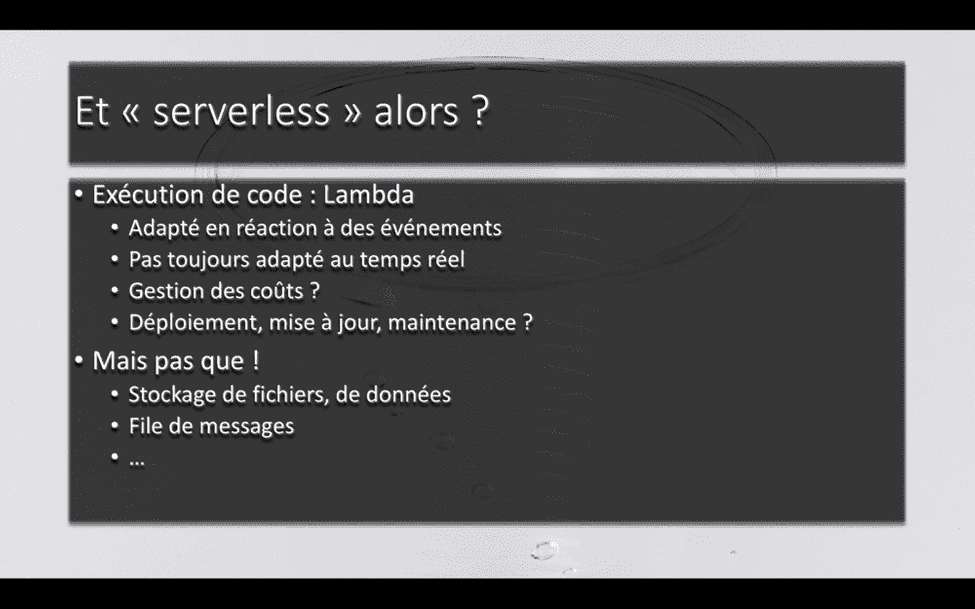 Et « serverless » alors ?
• Exécution de code : Lambda
• Adapté en réaction à des événements
• Pas toujours adapté au temps réel
• Gestion des coûts ?
• Déploiement, mise à jour, maintenance ?
• Mais pas que !
• Stockage de fichiers, de données
• File de messages
• ...